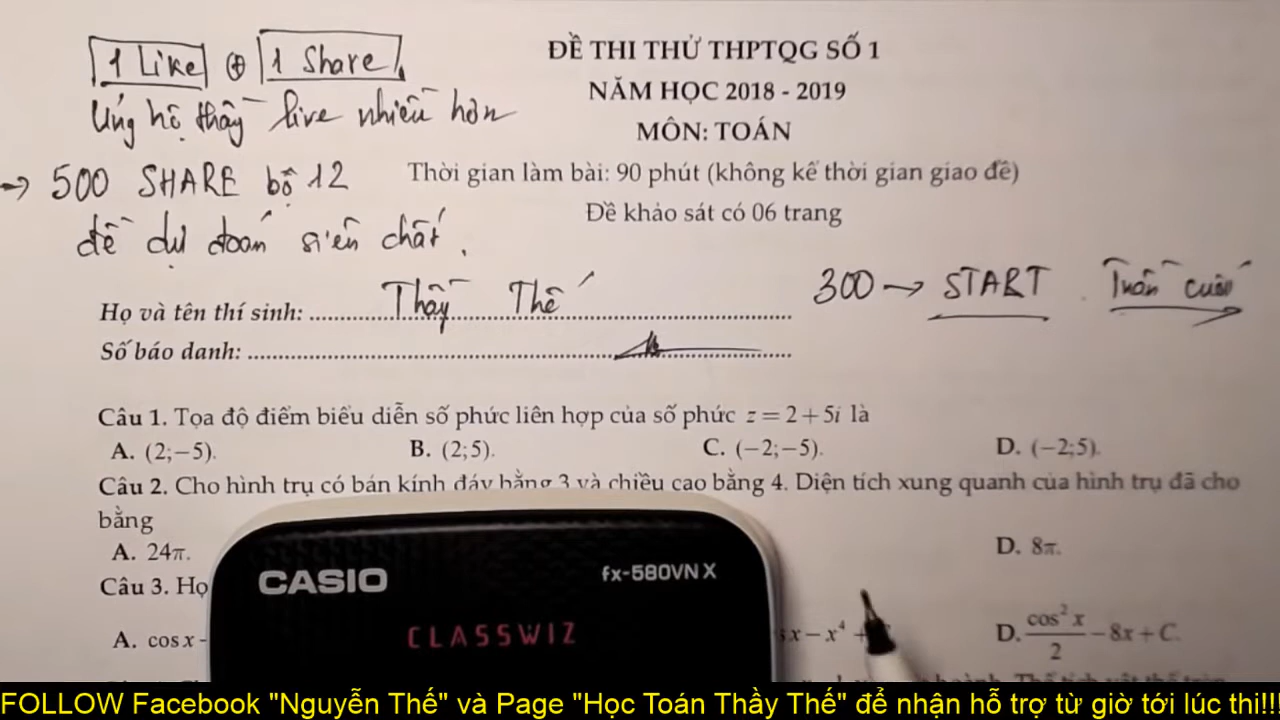 1 Like ⊕ 1 Share
Ủng hộ thầy live nhiều hơn
→ 500 SHARE bộ 12
đề dự đoán siêu chất.
ĐỀ THI THỬ THPTQG SỐ 1
NĂM HỌC 2018 - 2019
MÔN: TOÁN
Thời gian làm bài: 90 phút (không kể thời gian giao đề)
Đề khảo sát có 06 trang
300 → START Tuần cuối
Họ và tên thí sinh: Thầy Thế
Số báo danh:
Câu 1. Tọa độ điểm biểu diễn số phức liên hợp của số phức z = 2 + 5i là
A. (2;−5). B. (2;5). C. (−2;−5). D. (−2;5).
Câu 2. Cho hình trụ có bán kính đáy bằng 3 và chiều cao bằng 4. Diện tích xung quanh của hình trụ đã cho
bằng
A. 24π. D. 8π.
Câu 3. Họ
A. cos x - x − x⁴ + D. cos²x/2 − 8x + C.
CASIO fx-580VN X
CLASSWIZ
FOLLOW Facebook "Nguyễn Thế" và Page "Học Toán Thầy Thế" để nhận hỗ trợ từ giờ tới lúc thi!!!